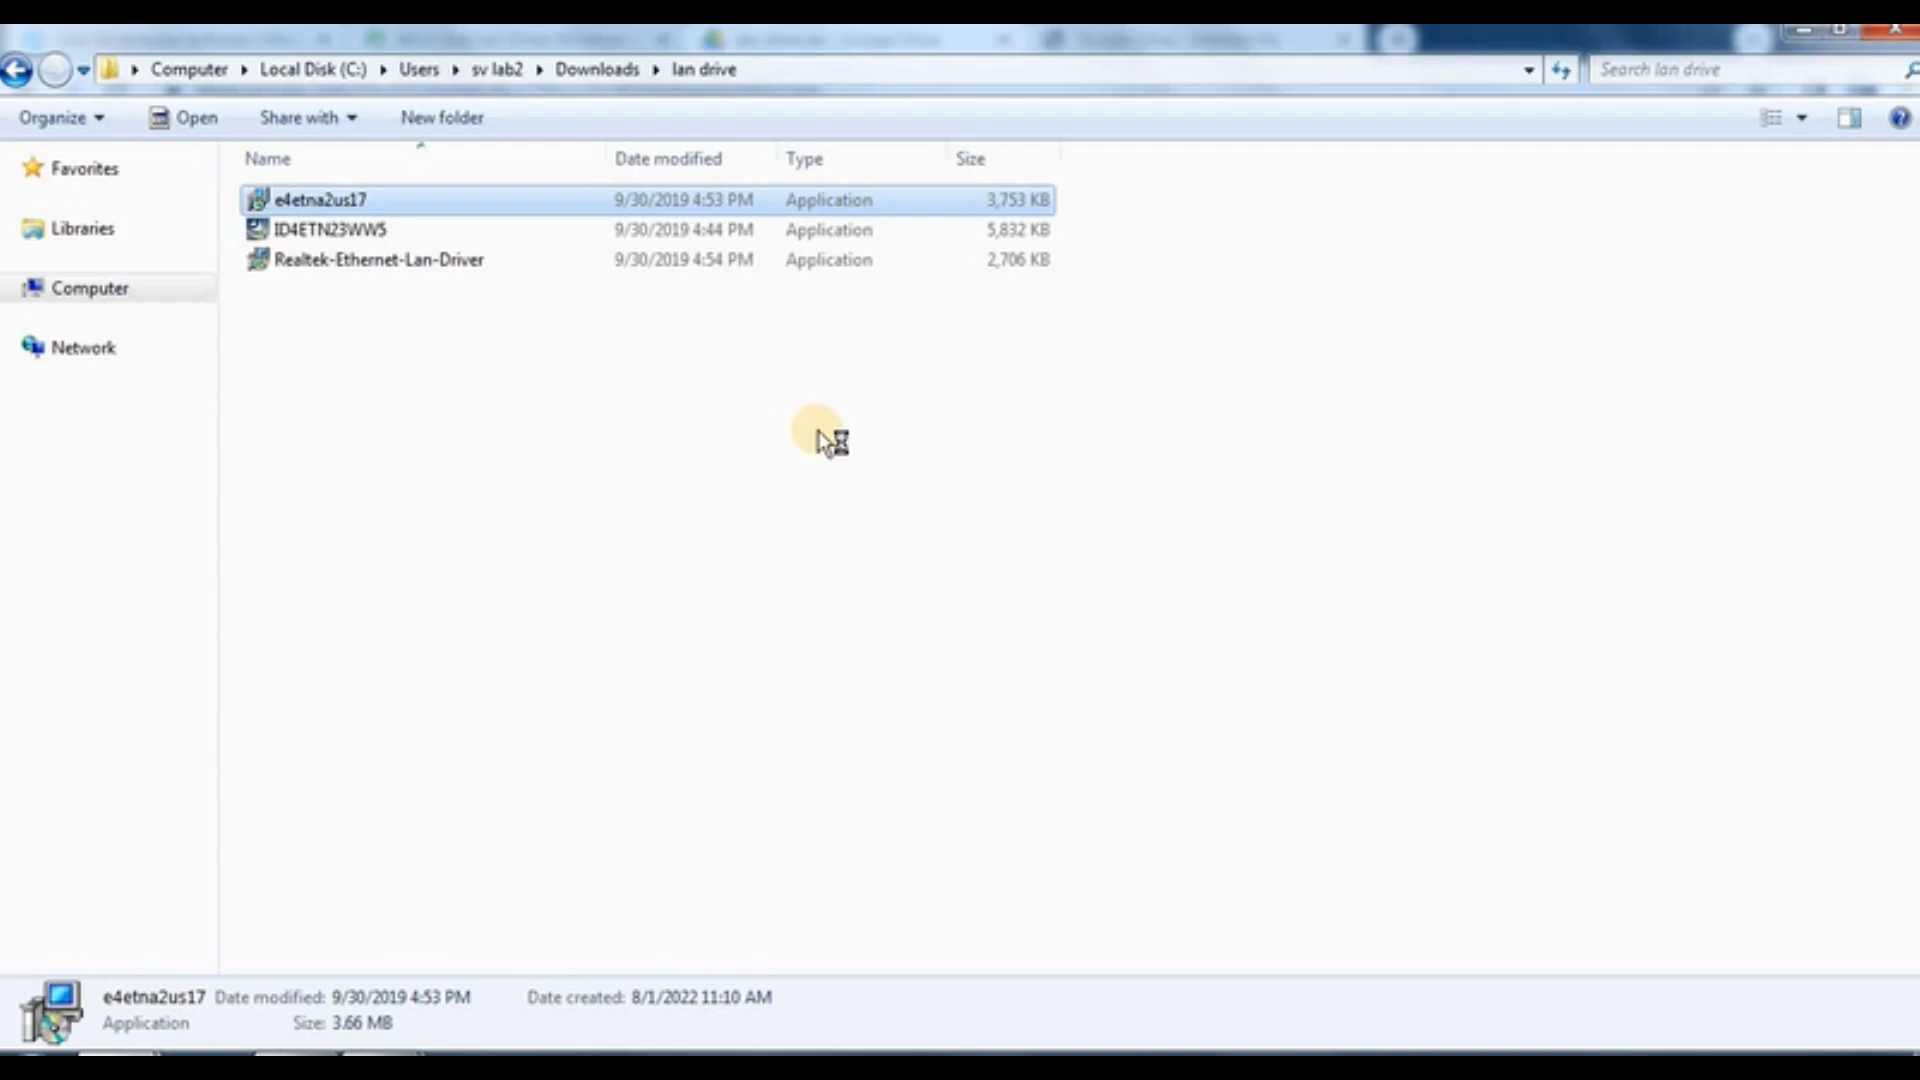 Computer Local Disk (C:) Users sv lab2 Downloads lan drive Search lan drive
Organize Open Share with New folder
Name Date modified Type Size
Favorites
e4etna2us17 9/30/2019 4:53 PM Application 3,753 KB
Libraries
ID4ETN23WW5 9/30/2019 4:44 PM Application 5,832 KB
Realtek-Ethernet-Lan-Driver 9/30/2019 4:54 PM Application 2,706 KB
Computer
Network
e4etna2us17 Date modified: 9/30/2019 4:53 PM Date created: 8/1/2022 11:10 AM
Application Size: 3.66 MB